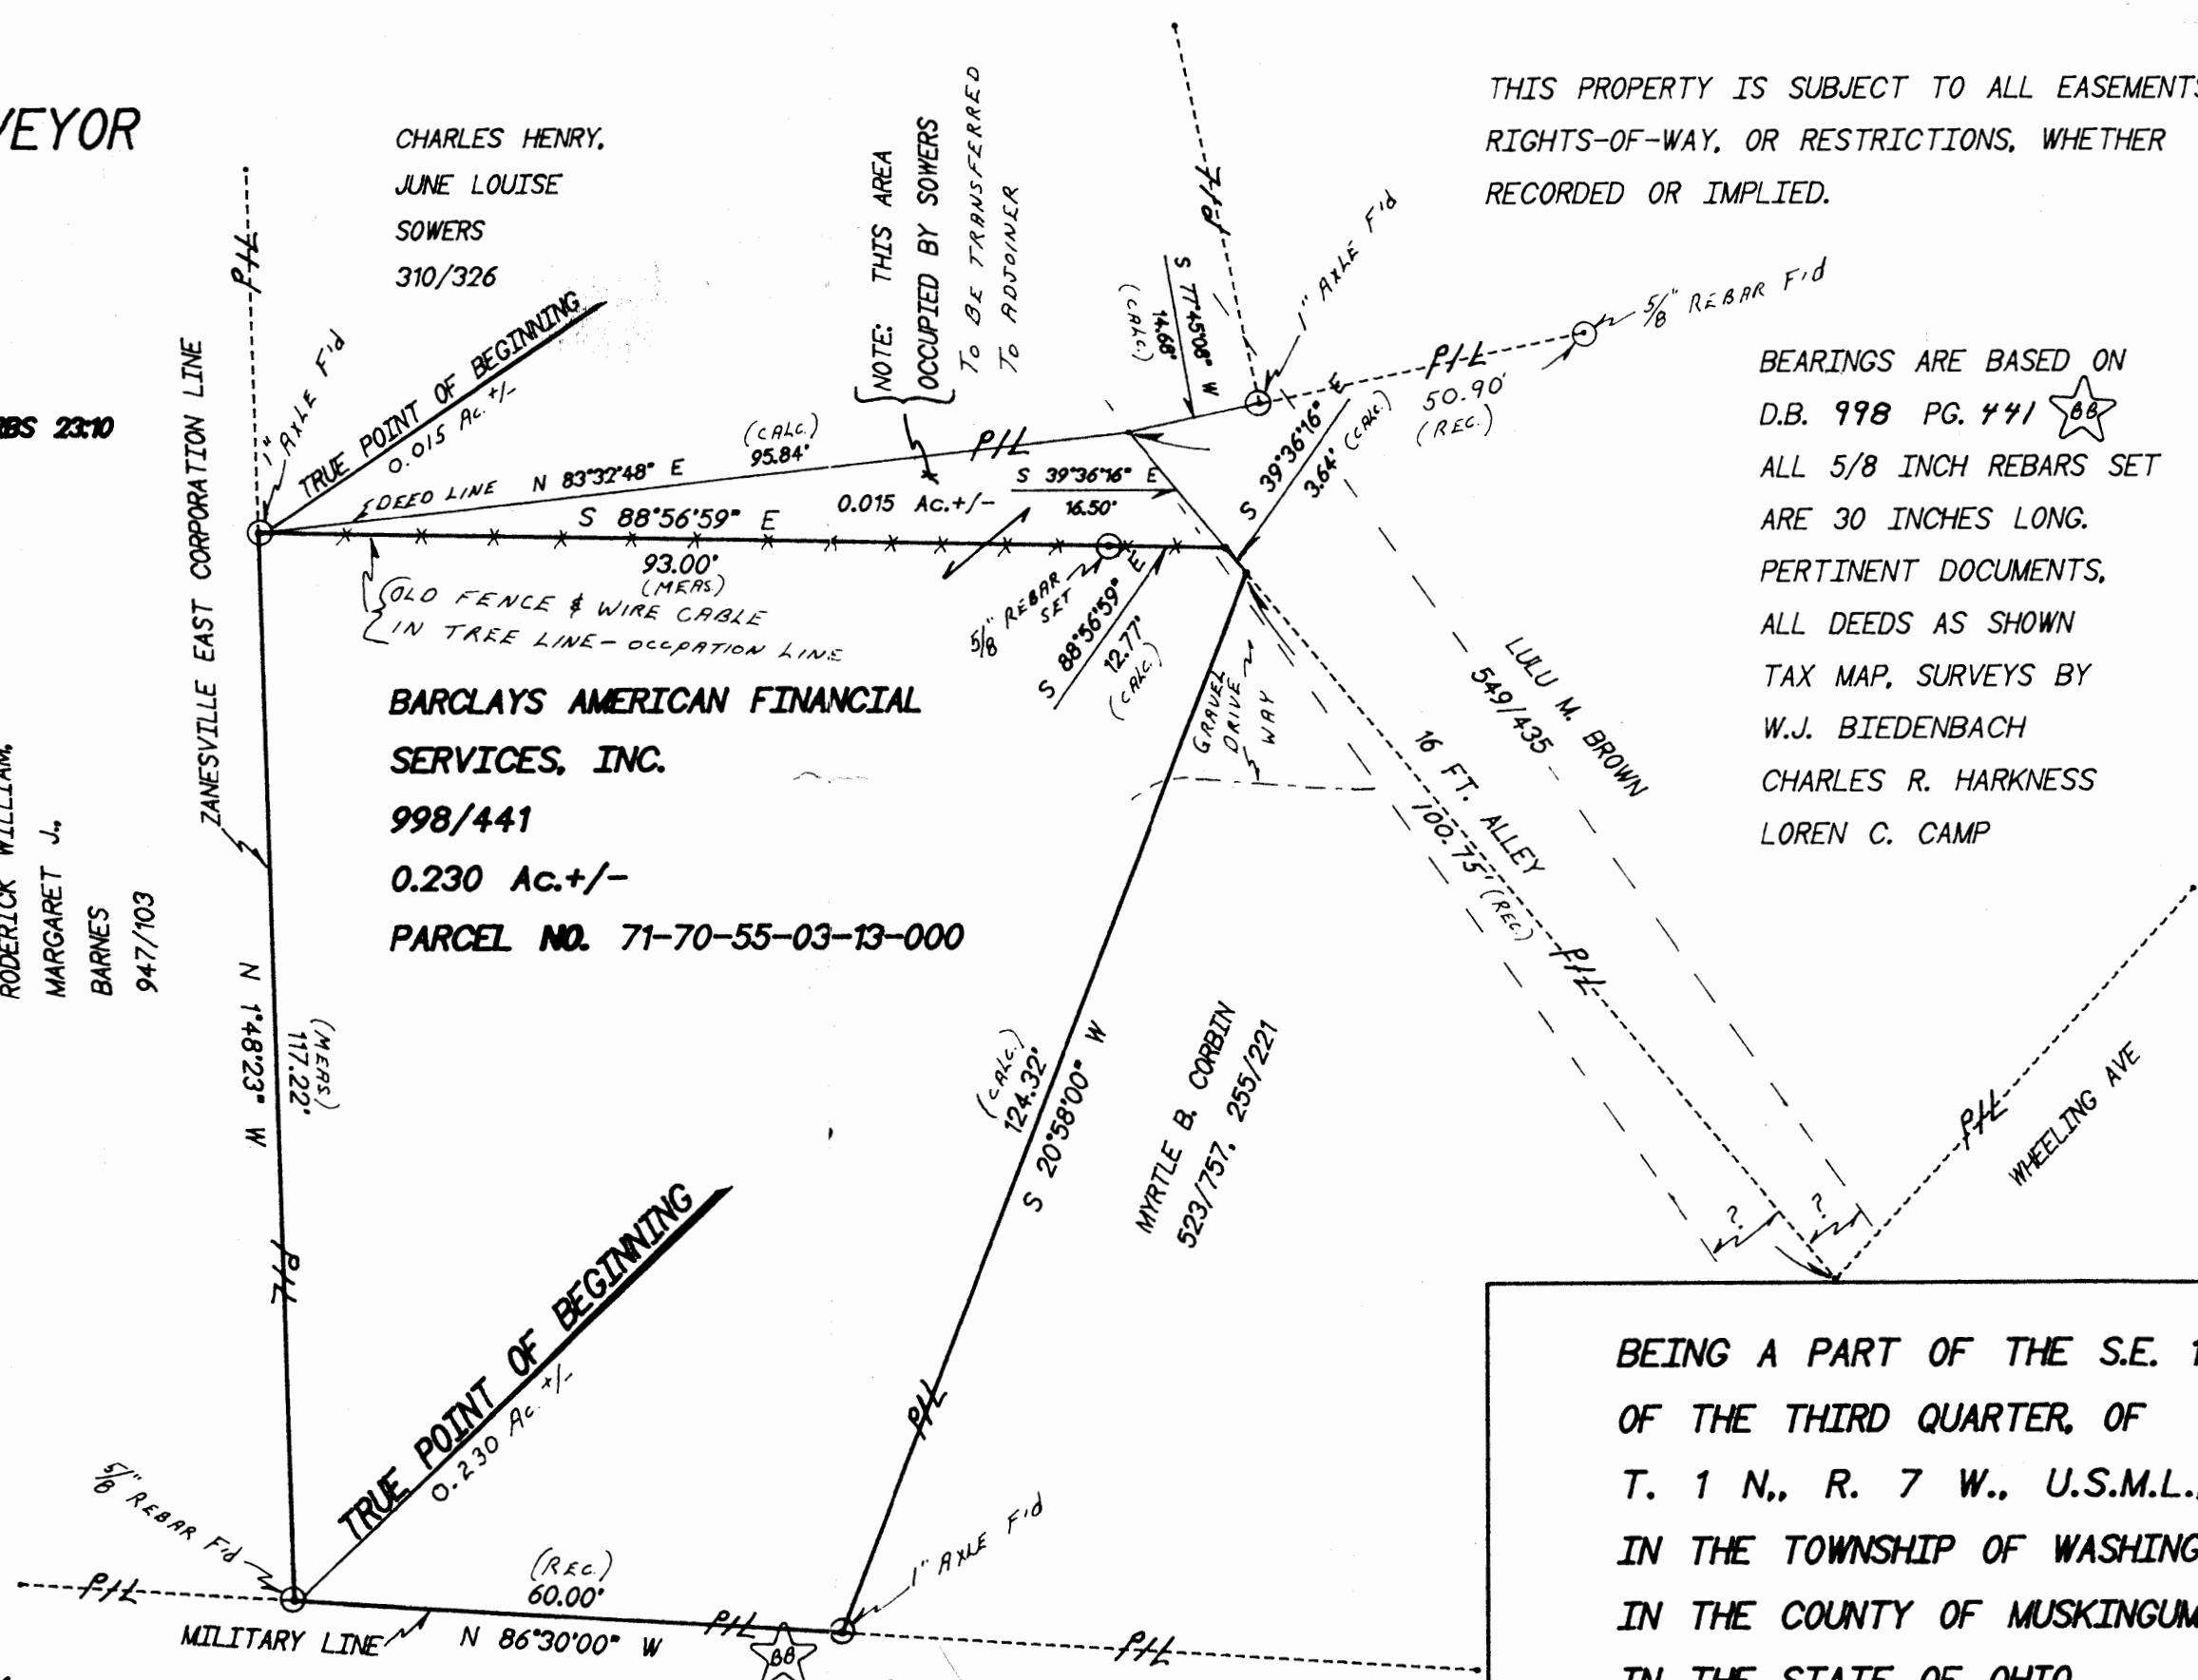 VEYOR
CHARLES HENRY,
JUNE LOUISE
SOWERS
310/326
NOTE: THIS AREA
OCCUPIED BY SOWERS
TO BE TRANSFERRED
TO ADJOINER
THIS PROPERTY IS SUBJECT TO ALL EASEMENTS
RIGHTS-OF-WAY, OR RESTRICTIONS, WHETHER
RECORDED OR IMPLIED.
P/L
P/L
1" AXLE F'd
5/8" REBAR F'd
S 77°45'08" W
14.68'
(CALC.)
P/L
50.90'
(REC.)
BEARINGS ARE BASED ON
D.B. 998 PG. 441 BB
ALL 5/8 INCH REBARS SET
ARE 30 INCHES LONG.
PERTINENT DOCUMENTS,
ALL DEEDS AS SHOWN
TAX MAP, SURVEYS BY
W.J. BIEDENBACH
CHARLES R. HARKNESS
LOREN C. CAMP
RBS 23:10
ZANESVILLE EAST CORPORATION LINE
1" AXLE F'd
TRUE POINT OF BEGINNING
0.015 Ac.+/-
DEED LINE N 83°32'48" E
(CALC.)
95.84'
P/L
S 39°36'16" E
16.50'
0.015 Ac.+/-
S 39°36'16" E
3.64' (CALC.)
S 88°56'59" E
93.00'
(MEAS.)
OLD FENCE & WIRE CABLE
IN TREE LINE - OCCPATION LINE
5/8" REBAR
SET
S 88°56'59" E
12.77'
(CALC.)
GRAVEL
DRIVE
WAY
BARCLAYS AMERICAN FINANCIAL
SERVICES, INC.
998/441
0.230 Ac.+/-
PARCEL NO. 71-70-55-03-13-000
LULU M. BROWN
549/435
16 FT. ALLEY
100.75' (REC.)
P/L
RODERICK WILLIAM,
MARGARET J.,
BARNES
947/103
N 1°48'23" W
117.22'
(MEAS)
P/L
(CALC.)
124.32'
S 20°58'00" W
P/L
MYRTLE B. CORBIN
523/757, 255/221
P/L
WHEELING AVE
?
?
TRUE POINT OF BEGINNING
0.230 Ac. +/-
5/8" REBAR F'd
1" AXLE F'd
P/L
(REC.)
60.00'
P/L
MILITARY LINE
N 86°30'00" W
BB
P/L
BEING A PART OF THE S.E. 1
OF THE THIRD QUARTER, OF
T. 1 N., R. 7 W., U.S.M.L.,
IN THE TOWNSHIP OF WASHING
IN THE COUNTY OF MUSKINGUM
IN THE STATE OF OHIO